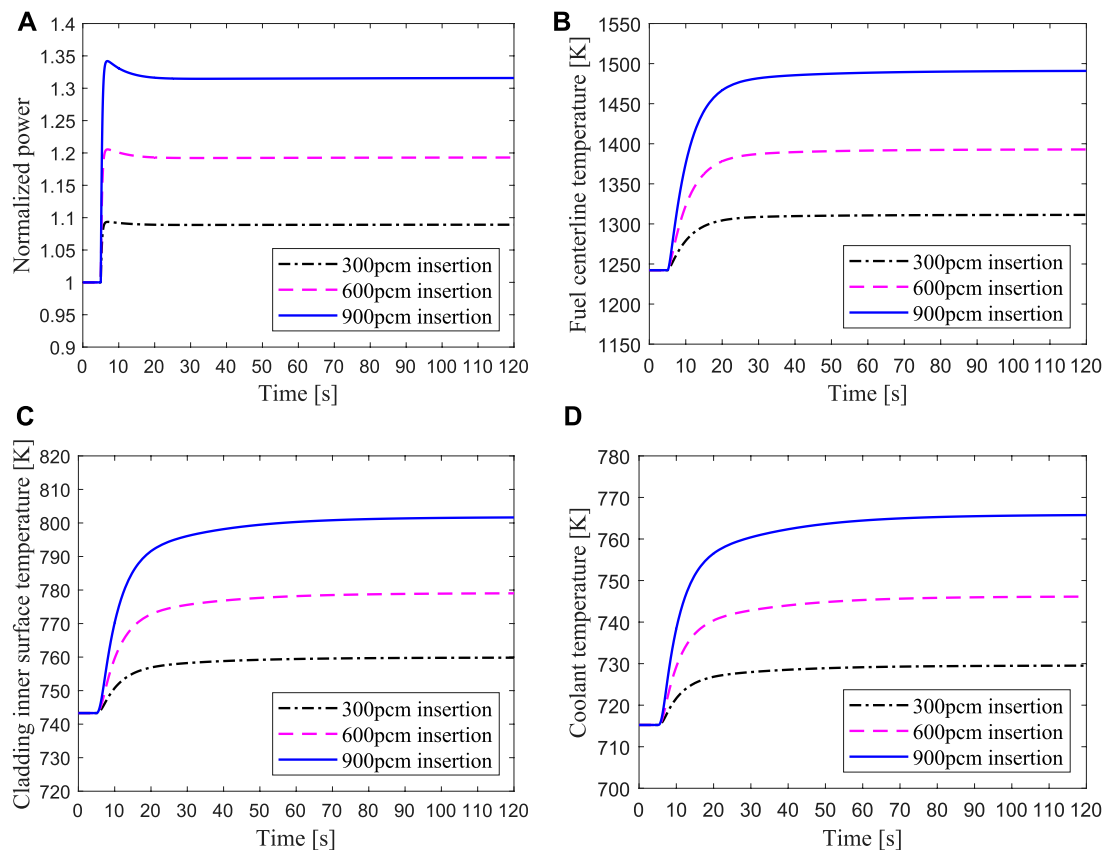 A
Normalized power
1.4
1.35
1.3
1.25
1.2
1.15
1.1
1.05
1
0.95
0.9
0 10 20 30 40 50 60 70 80 90 100 110 120
Time [s]
300pcm insertion
600pcm insertion
900pcm insertion
B
Fuel centerline temperature [K]
1550
1500
1450
1400
1350
1300
1250
1200
1150
0 10 20 30 40 50 60 70 80 90 100 110 120
Time [s]
300pcm insertion
600pcm insertion
900pcm insertion
C
Cladding inner surface temperature [K]
820
810
800
790
780
770
760
750
740
730
720
0 10 20 30 40 50 60 70 80 90 100 110 120
Time [s]
300pcm insertion
600pcm insertion
900pcm insertion
D
Coolant temperature [K]
780
770
760
750
740
730
720
710
700
0 10 20 30 40 50 60 70 80 90 100 110 120
Time [s]
300pcm insertion
600pcm insertion
900pcm insertion